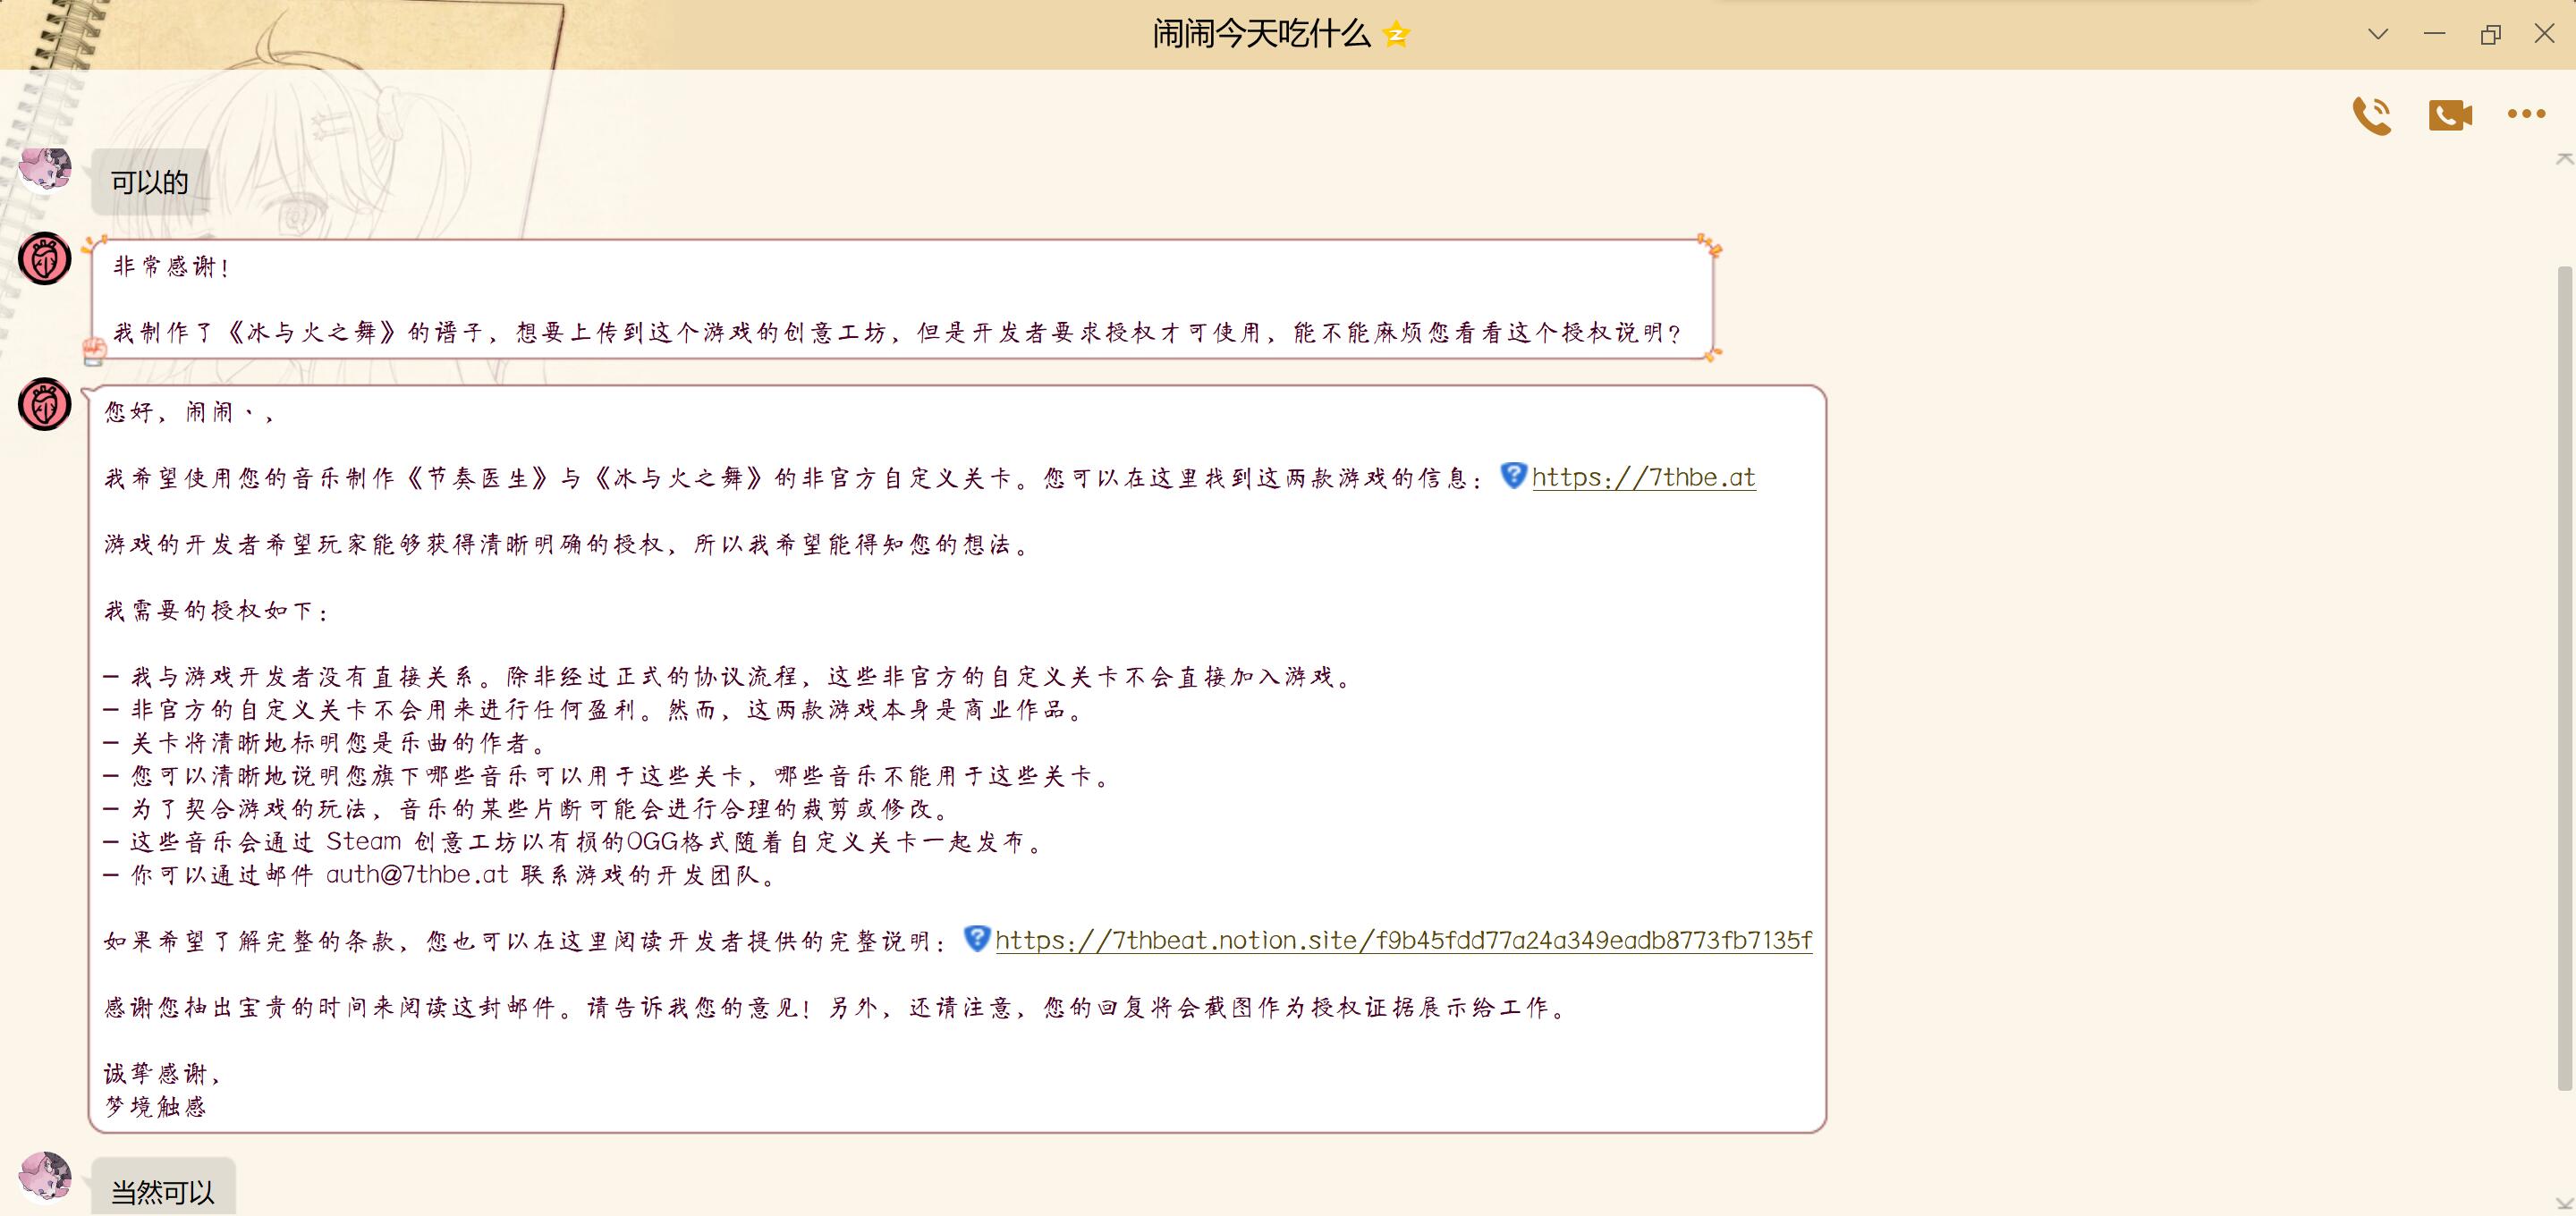 闹闹今天吃什么
可以的
非常感谢！
我制作了《冰与火之舞》的谱子，想要上传到这个游戏的创意工坊，但是开发者要求授权才可使用，能不能麻烦您看看这个授权说明？
您好，闹闹丶，
我希望使用您的音乐制作《节奏医生》与《冰与火之舞》的非官方自定义关卡。您可以在这里找到这两款游戏的信息：https://7thbe.at
游戏的开发者希望玩家能够获得清晰明确的授权，所以我希望能得知您的想法。
我需要的授权如下：
- 我与游戏开发者没有直接关系。除非经过正式的协议流程，这些非官方的自定义关卡不会直接加入游戏。
- 非官方的自定义关卡不会用来进行任何盈利。然而，这两款游戏本身是商业作品。
- 关卡将清晰地标明您是乐曲的作者。
- 您可以清晰地说明您旗下哪些音乐可以用于这些关卡，哪些音乐不能用于这些关卡。
- 为了契合游戏的玩法，音乐的某些片断可能会进行合理的裁剪或修改。
- 这些音乐会通过 Steam 创意工坊以有损的OGG格式随着自定义关卡一起发布。
- 你可以通过邮件 auth@7thbe.at 联系游戏的开发团队。
如果希望了解完整的条款，您也可以在这里阅读开发者提供的完整说明：https://7thbeat.notion.site/f9b45fdd77a24a349eadb8773fb7135f
感谢您抽出宝贵的时间来阅读这封邮件。请告诉我您的意见！另外，还请注意，您的回复将会截图作为授权证据展示给工作。
诚挚感谢，
梦境触感
当然可以